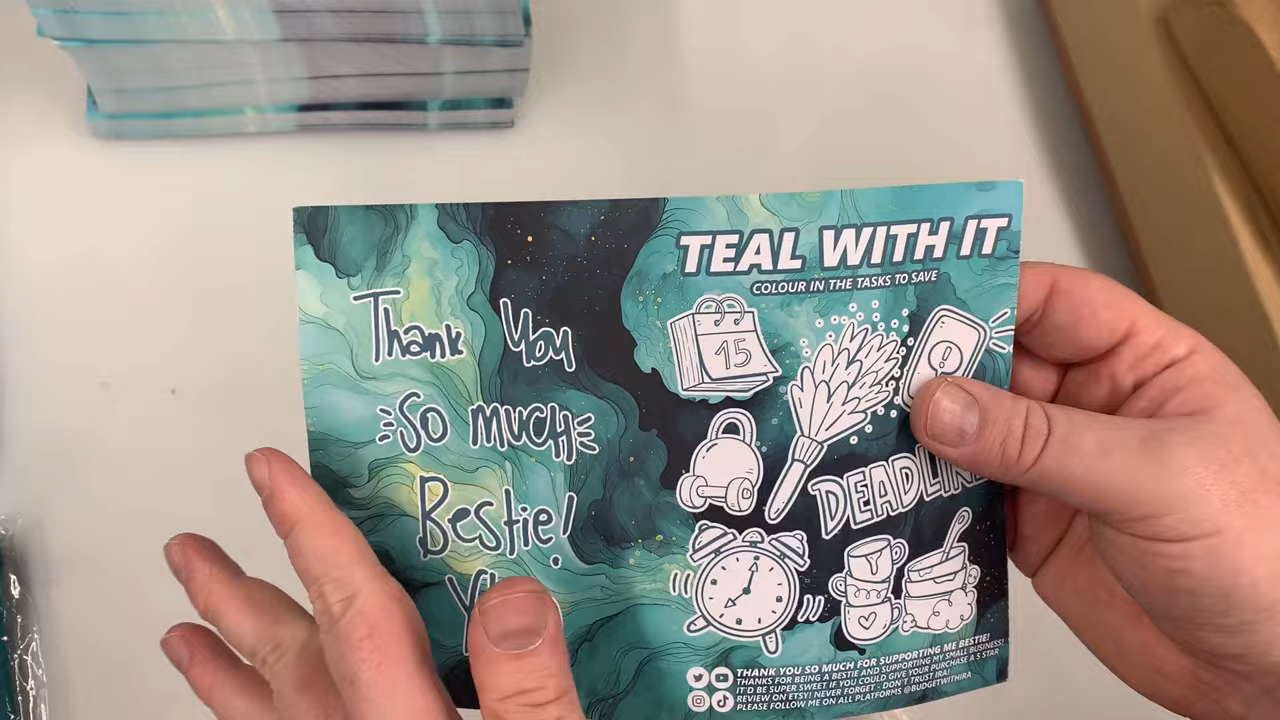 Thank You
So much
Bestie!
TEAL WITH IT
COLOUR IN THE TASKS TO SAVE
15
!
THANK YOU SO MUCH FOR SUPPORTING ME BESTIE!
THANKS FOR BEING A BESTIE AND SUPPORTING MY SMALL BUSINESS!
IT'D BE SUPER SWEET IF YOU COULD GIVE YOUR PURCHASE A 5 STAR
REVIEW ON ETSY! NEVER FORGET - DON'T TRUST IRA!
PLEASE FOLLOW ME ON ALL PLATFORMS @BUDGETWITHIRA